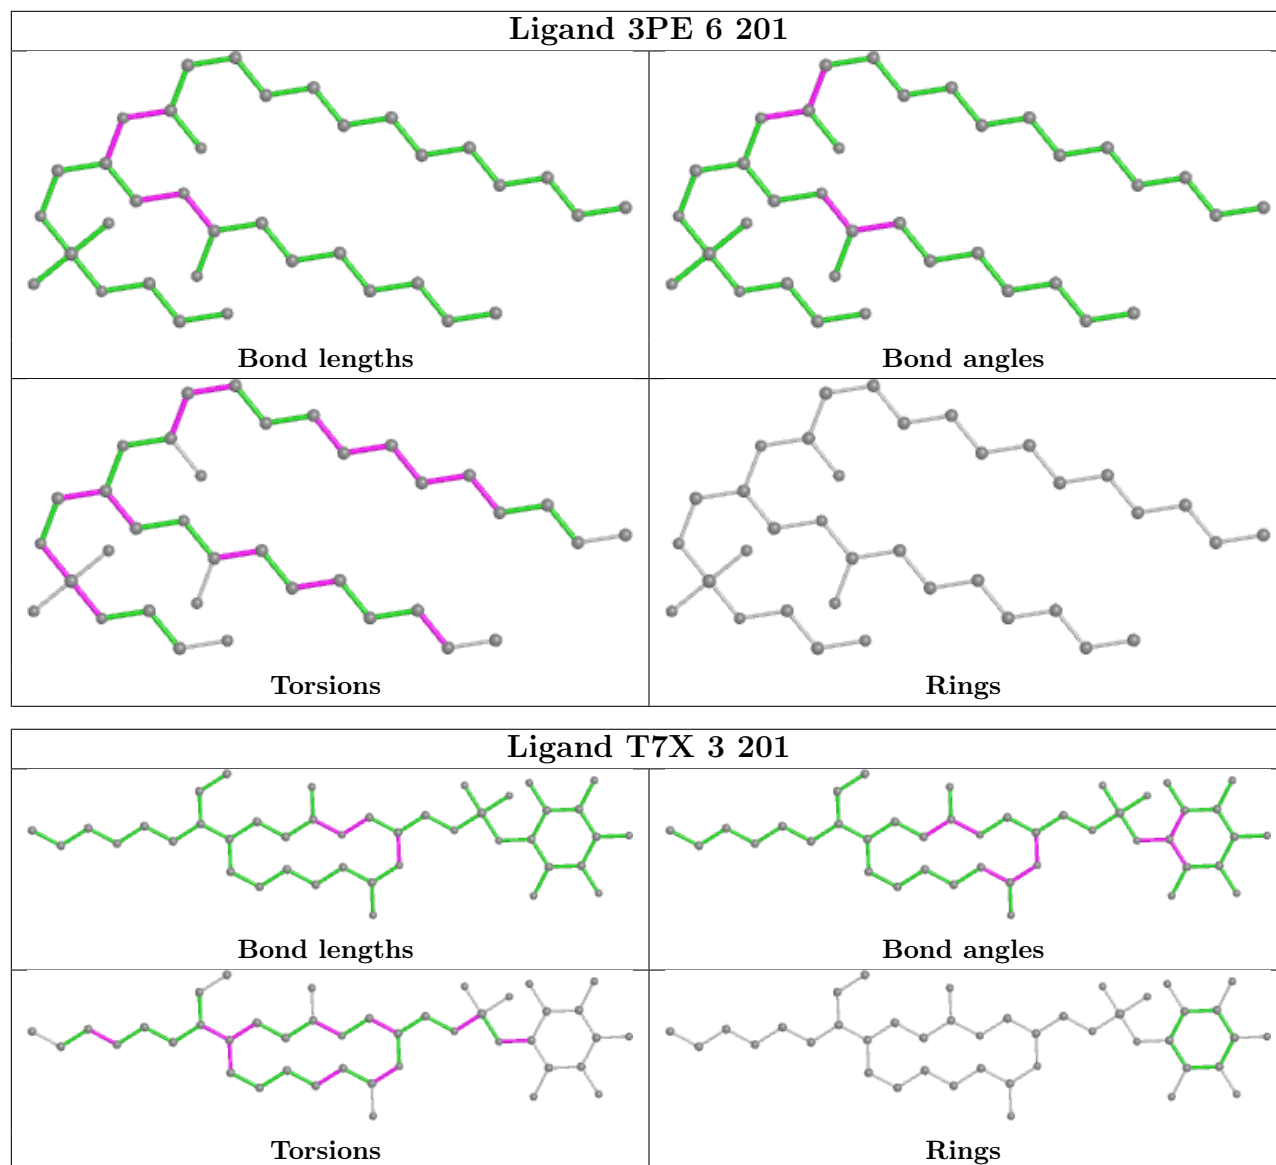 Ligand 3PE 6 201
Bond lengths
Bond angles
Torsions
Rings
Ligand T7X 3 201
Bond lengths
Bond angles
Torsions
Rings